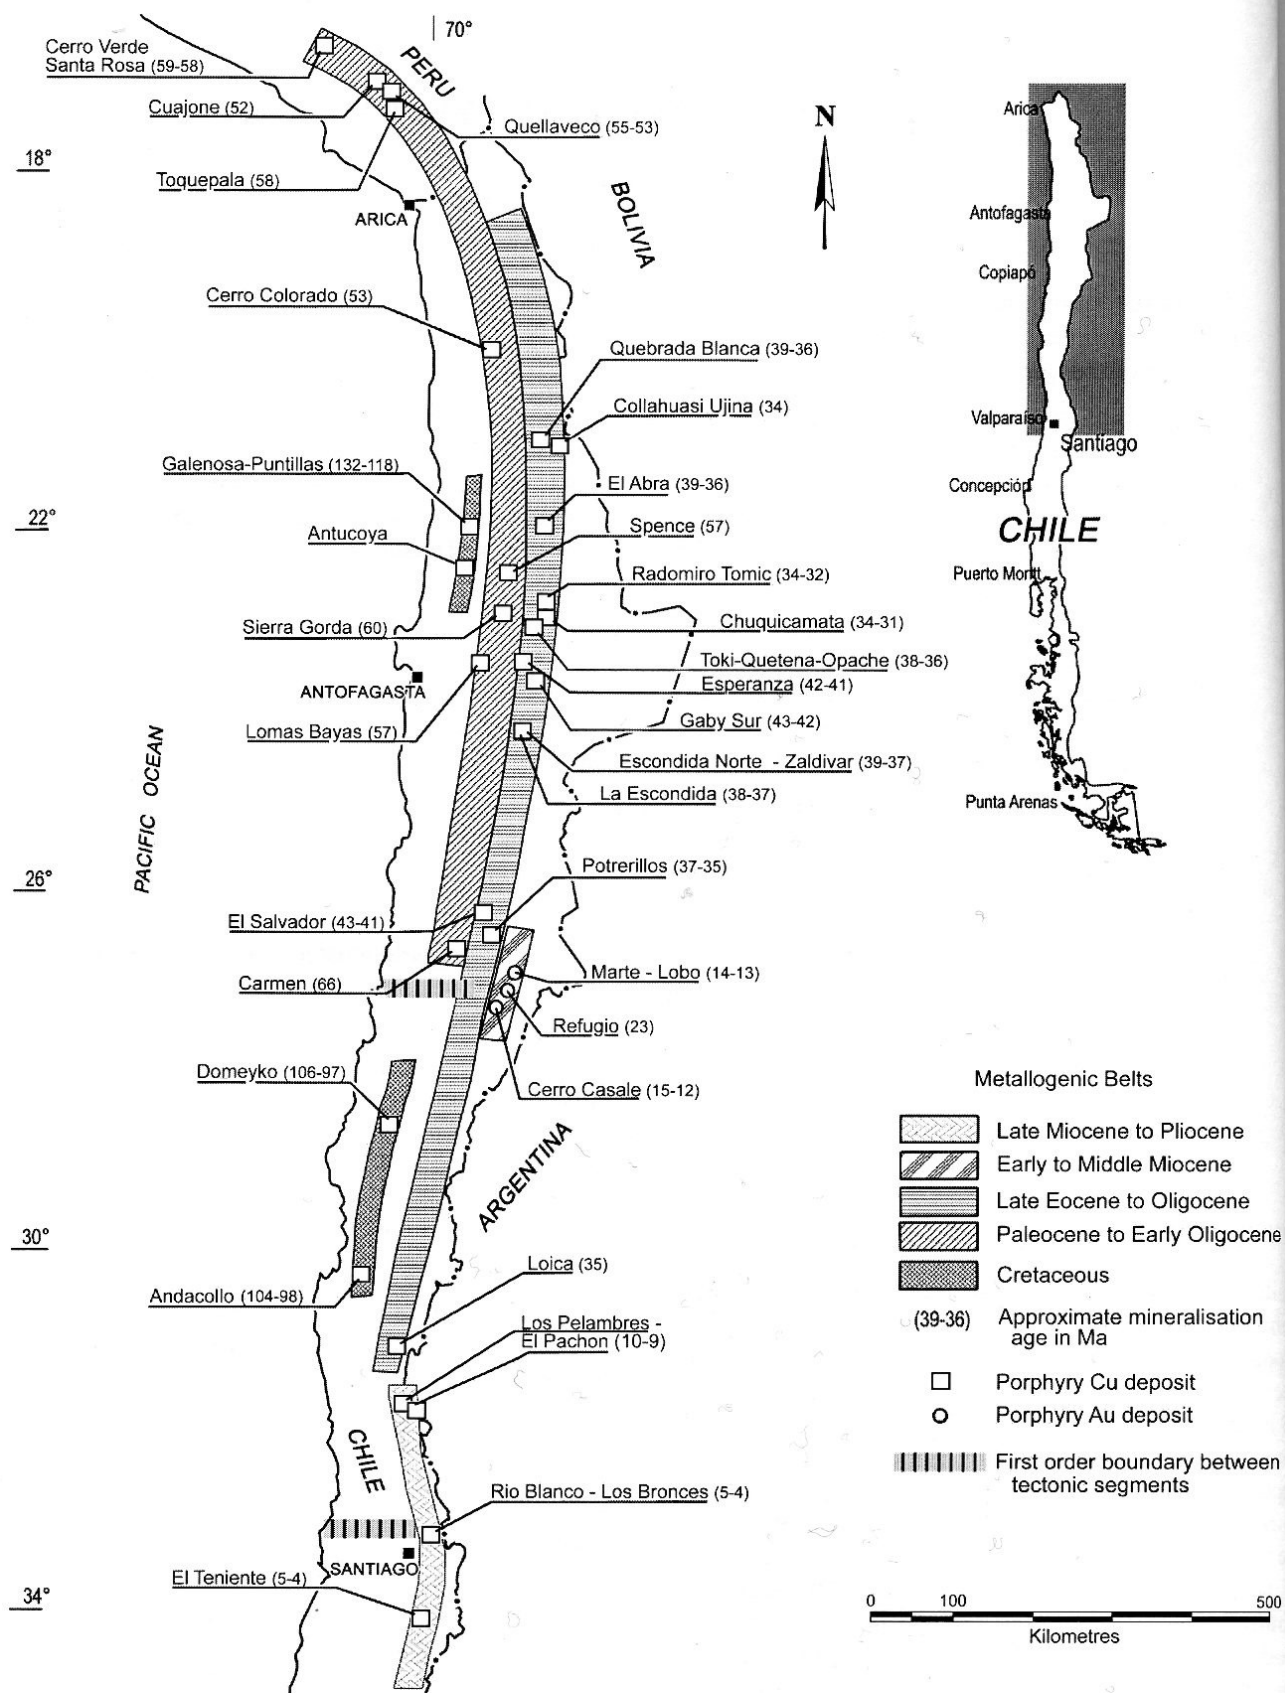 70°
Cerro Verde
Santa Rosa (59-58)
PERU
Cuajone (52)
Quellaveco (55-53)
18°
Toquepala (58)
ARICA
BOLIVIA
N
Cerro Colorado (53)
Quebrada Blanca (39-36)
Collahuasi Ujina (34)
Galenosa-Puntillas (132-118)
El Abra (39-36)
22°
Antucoya
Spence (57)
Radomiro Tomic (34-32)
Sierra Gorda (60)
Chuquicamata (34-31)
Toki-Quetena-Opache (38-36)
ANTOFAGASTA
Esperanza (42-41)
Gaby Sur (43-42)
Lomas Bayas (57)
Escondida Norte - Zaldivar (39-37)
La Escondida (38-37)
PACIFIC OCEAN
26°
Potrerillos (37-35)
El Salvador (43-41)
Carmen (66)
Marte - Lobo (14-13)
Refugio (23)
Domeyko (106-97)
Cerro Casale (15-12)
ARGENTINA
30°
Loica (35)
Andacollo (104-98)
Los Pelambres -
El Pachon (10-9)
CHILE
Rio Blanco - Los Bronces (5-4)
SANTIAGO
El Teniente (5-4)
34°
Arica
Antofagasta
Copiapó
Valparaíso
Santiago
Concepción
CHILE
Puerto Montt
Punta Arenas
Metallogenic Belts
Late Miocene to Pliocene
Early to Middle Miocene
Late Eocene to Oligocene
Paleocene to Early Oligocene
Cretaceous
(39-36) Approximate mineralisation
age in Ma
Porphyry Cu deposit
Porphyry Au deposit
First order boundary between
tectonic segments
0 100 500
Kilometres